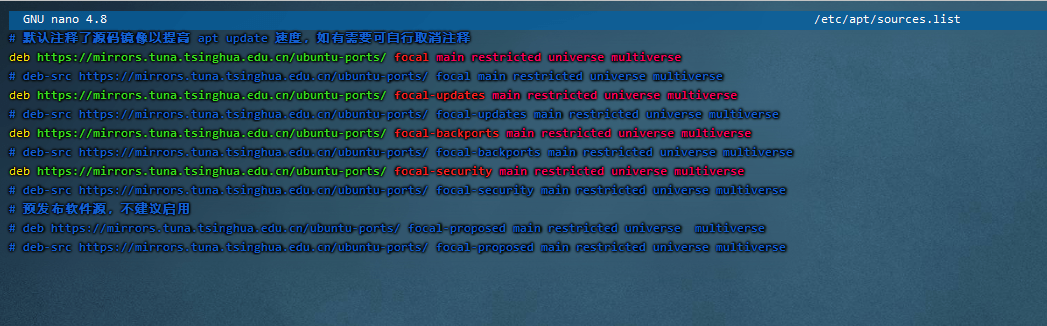 GNU nano 4.8 /etc/apt/sources.list
# 默认注释了源码镜像以提高 apt update 速度，如有需要可自行取消注释
deb https://mirrors.tuna.tsinghua.edu.cn/ubuntu-ports/ focal main restricted universe multiverse
# deb-src https://mirrors.tuna.tsinghua.edu.cn/ubuntu-ports/ focal main restricted universe multiverse
deb https://mirrors.tuna.tsinghua.edu.cn/ubuntu-ports/ focal-updates main restricted universe multiverse
# deb-src https://mirrors.tuna.tsinghua.edu.cn/ubuntu-ports/ focal-updates main restricted universe multiverse
deb https://mirrors.tuna.tsinghua.edu.cn/ubuntu-ports/ focal-backports main restricted universe multiverse
# deb-src https://mirrors.tuna.tsinghua.edu.cn/ubuntu-ports/ focal-backports main restricted universe multiverse
deb https://mirrors.tuna.tsinghua.edu.cn/ubuntu-ports/ focal-security main restricted universe multiverse
# deb-src https://mirrors.tuna.tsinghua.edu.cn/ubuntu-ports/ focal-security main restricted universe multiverse
# 预发布软件源，不建议启用
# deb https://mirrors.tuna.tsinghua.edu.cn/ubuntu-ports/ focal-proposed main restricted universe  multiverse
# deb-src https://mirrors.tuna.tsinghua.edu.cn/ubuntu-ports/ focal-proposed main restricted universe multiverse